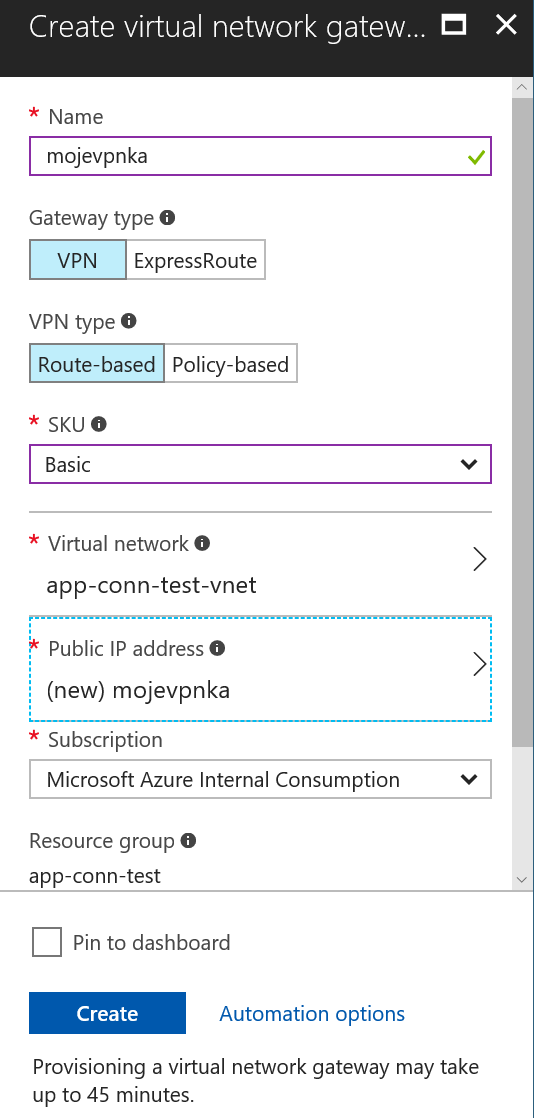 Create virtual network gatew...
* Name
mojevpnka
Gateway type
VPN ExpressRoute
VPN type
Route-based Policy-based
* SKU
Basic
* Virtual network
app-conn-test-vnet
* Public IP address
(new) mojevpnka
* Subscription
Microsoft Azure Internal Consumption
Resource group
app-conn-test
Pin to dashboard
Create Automation options
Provisioning a virtual network gateway may take
up to 45 minutes.